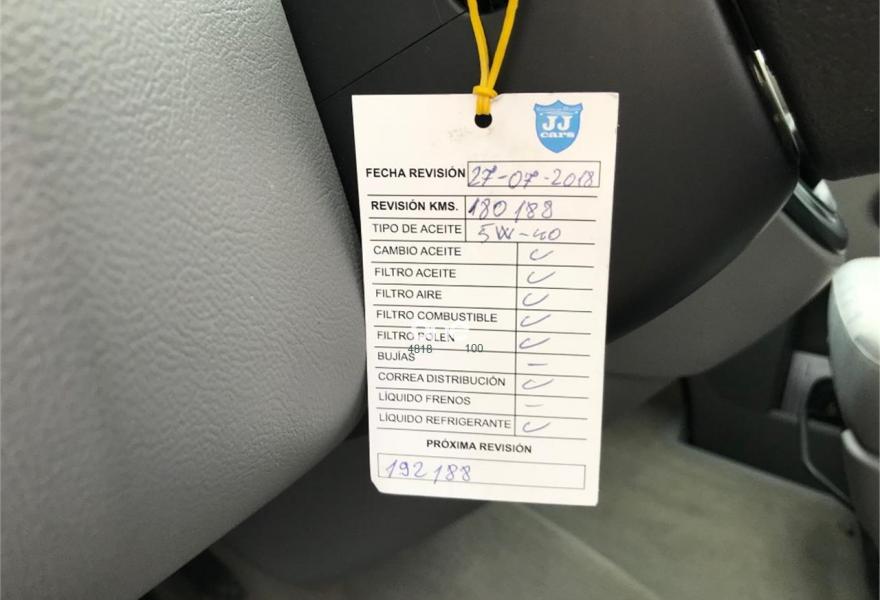 JJ
cars
FECHA REVISIÓN 27-07-2018
REVISIÓN KMS. 180188
TIPO DE ACEITE 5W-40
CAMBIO ACEITE ✓
FILTRO ACEITE ✓
FILTRO AIRE ✓
FILTRO COMBUSTIBLE ✓
FILTRO POLEN ✓
4818 100
BUJÍAS –
CORREA DISTRIBUCIÓN ✓
LÍQUIDO FRENOS –
LÍQUIDO REFRIGERANTE ✓
PRÓXIMA REVISIÓN
192188